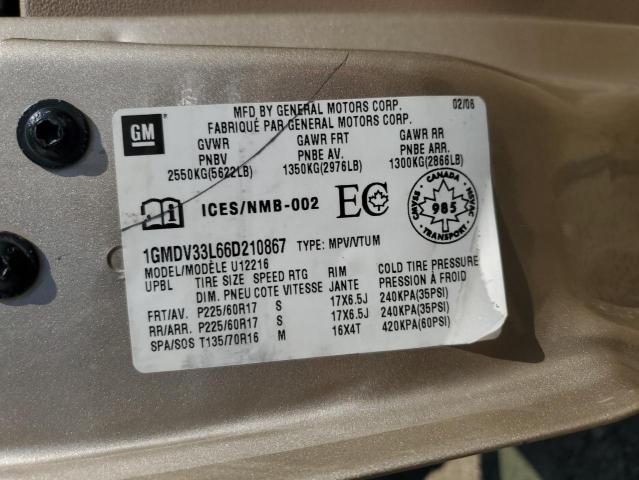 MFD BY GENERAL MOTORS CORP. 02/06
FABRIQUÉ PAR GENERAL MOTORS CORP.
GM
GVWR GAWR FRT GAWR RR
PNBV PNBE AV. PNBE ARR.
2550KG(5622LB) 1350KG(2976LB) 1300KG(2866LB)
ICES/NMB-002 EC
CANADA
CMVSS NSVAC
985
1GMDV33L66D210867 TYPE: MPV/VTUM
MODEL/MODÈLE U12216
UPBL TIRE SIZE SPEED RTG RIM COLD TIRE PRESSURE
DIM. PNEU COTE VITESSE JANTE PRESSION À FROID
FRT/AV. P225/60R17 S 17X6.5J 240KPA(35PSI)
RR/ARR. P225/60R17 S 17X6.5J 240KPA(35PSI)
SPA/SOS T135/70R16 M 16X4T 420KPA(60PSI)